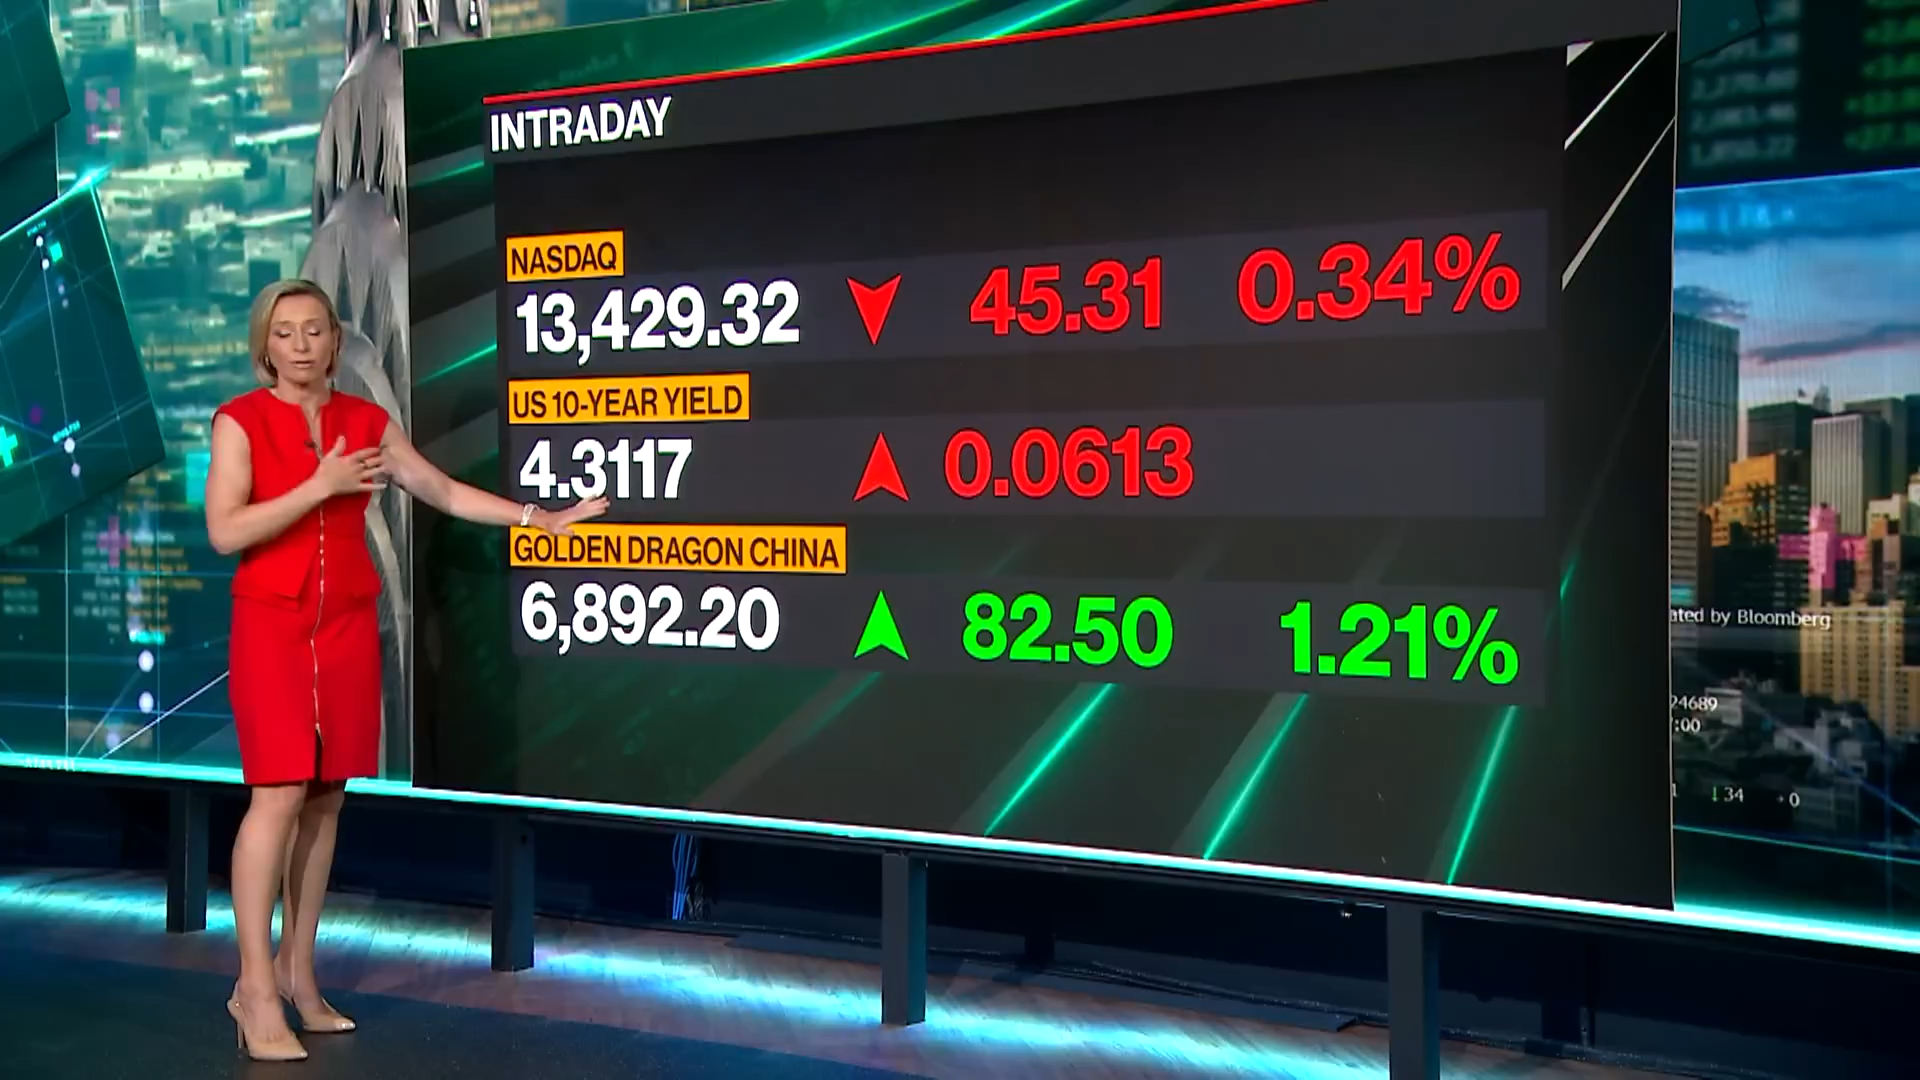 INTRADAY
NASDAQ
13,429.32 45.31 0.34%
US 10-YEAR YIELD
4.3117 0.0613
GOLDEN DRAGON CHINA
6,892.20 82.50 1.21%
ated by Bloomberg
24689
:00
↓34 0